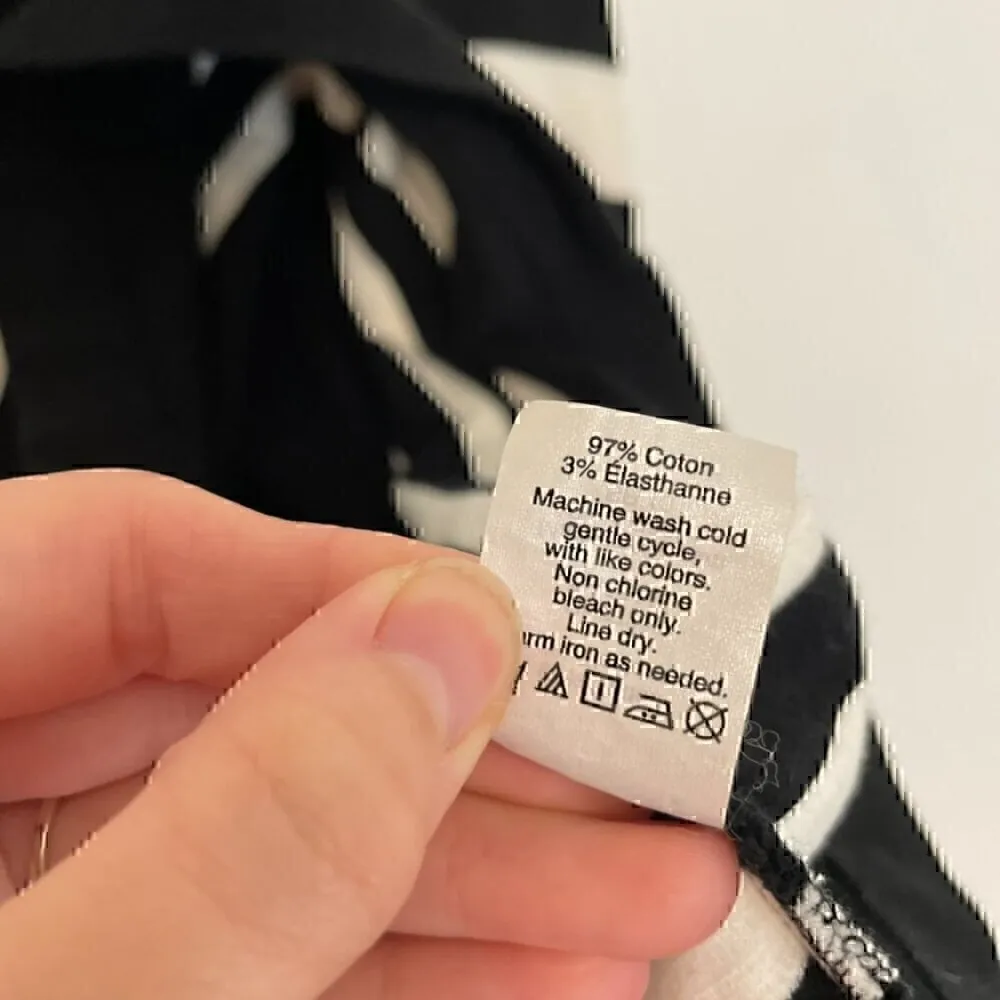 97% Coton
3% Élasthanne
Machine wash cold
gentle cycle,
with like colors.
Non chlorine
bleach only.
Line dry.
iron as needed.